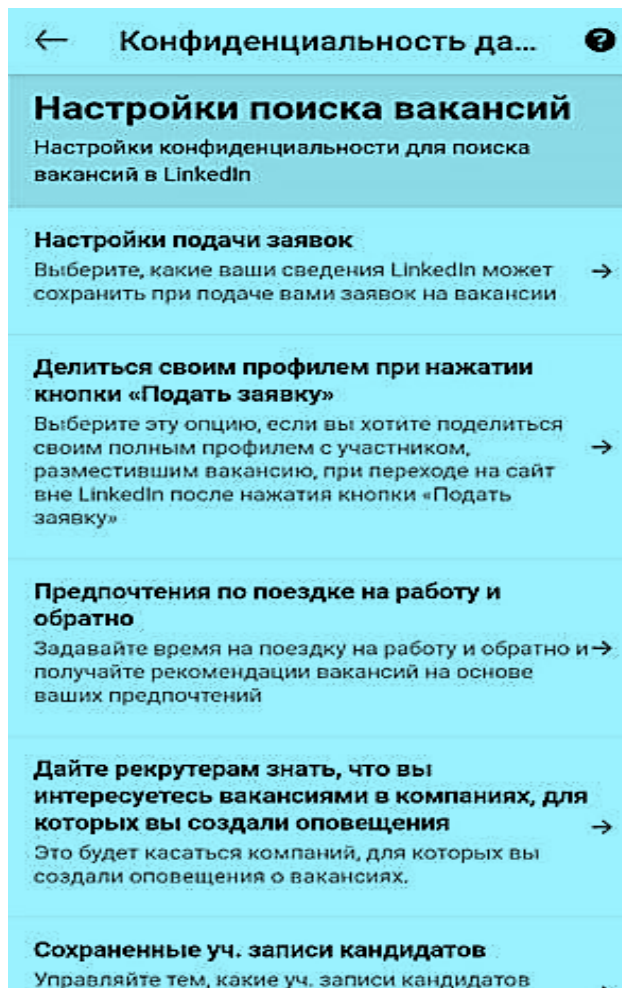 Конфиденциальность да...
Настройки поиска вакансий
Настройки конфиденциальности для поиска
вакансий в LinkedIn
Настройки подачи заявок
Выберите, какие ваши сведения LinkedIn может
сохранить при подаче вами заявок на вакансии
Делиться своим профилем при нажатии
кнопки «Подать заявку»
Выберите эту опцию, если вы хотите поделиться
своим полным профилем с участником,
разместившим вакансию, при переходе на сайт
вне LinkedIn после нажатия кнопки «Подать
заявку»
Предпочтения по поездке на работу и
обратно
Задавайте время на поездку на работу и обратно и
получайте рекомендации вакансий на основе
ваших предпочтений
Дайте рекрутерам знать, что вы
интересуетесь вакансиями в компаниях, для
которых вы создали оповещения
Это будет касаться компаний, для которых вы
создали оповещения о вакансиях.
Сохраненные уч. записи кандидатов
Управляйте тем, какие уч. записи кандидатов